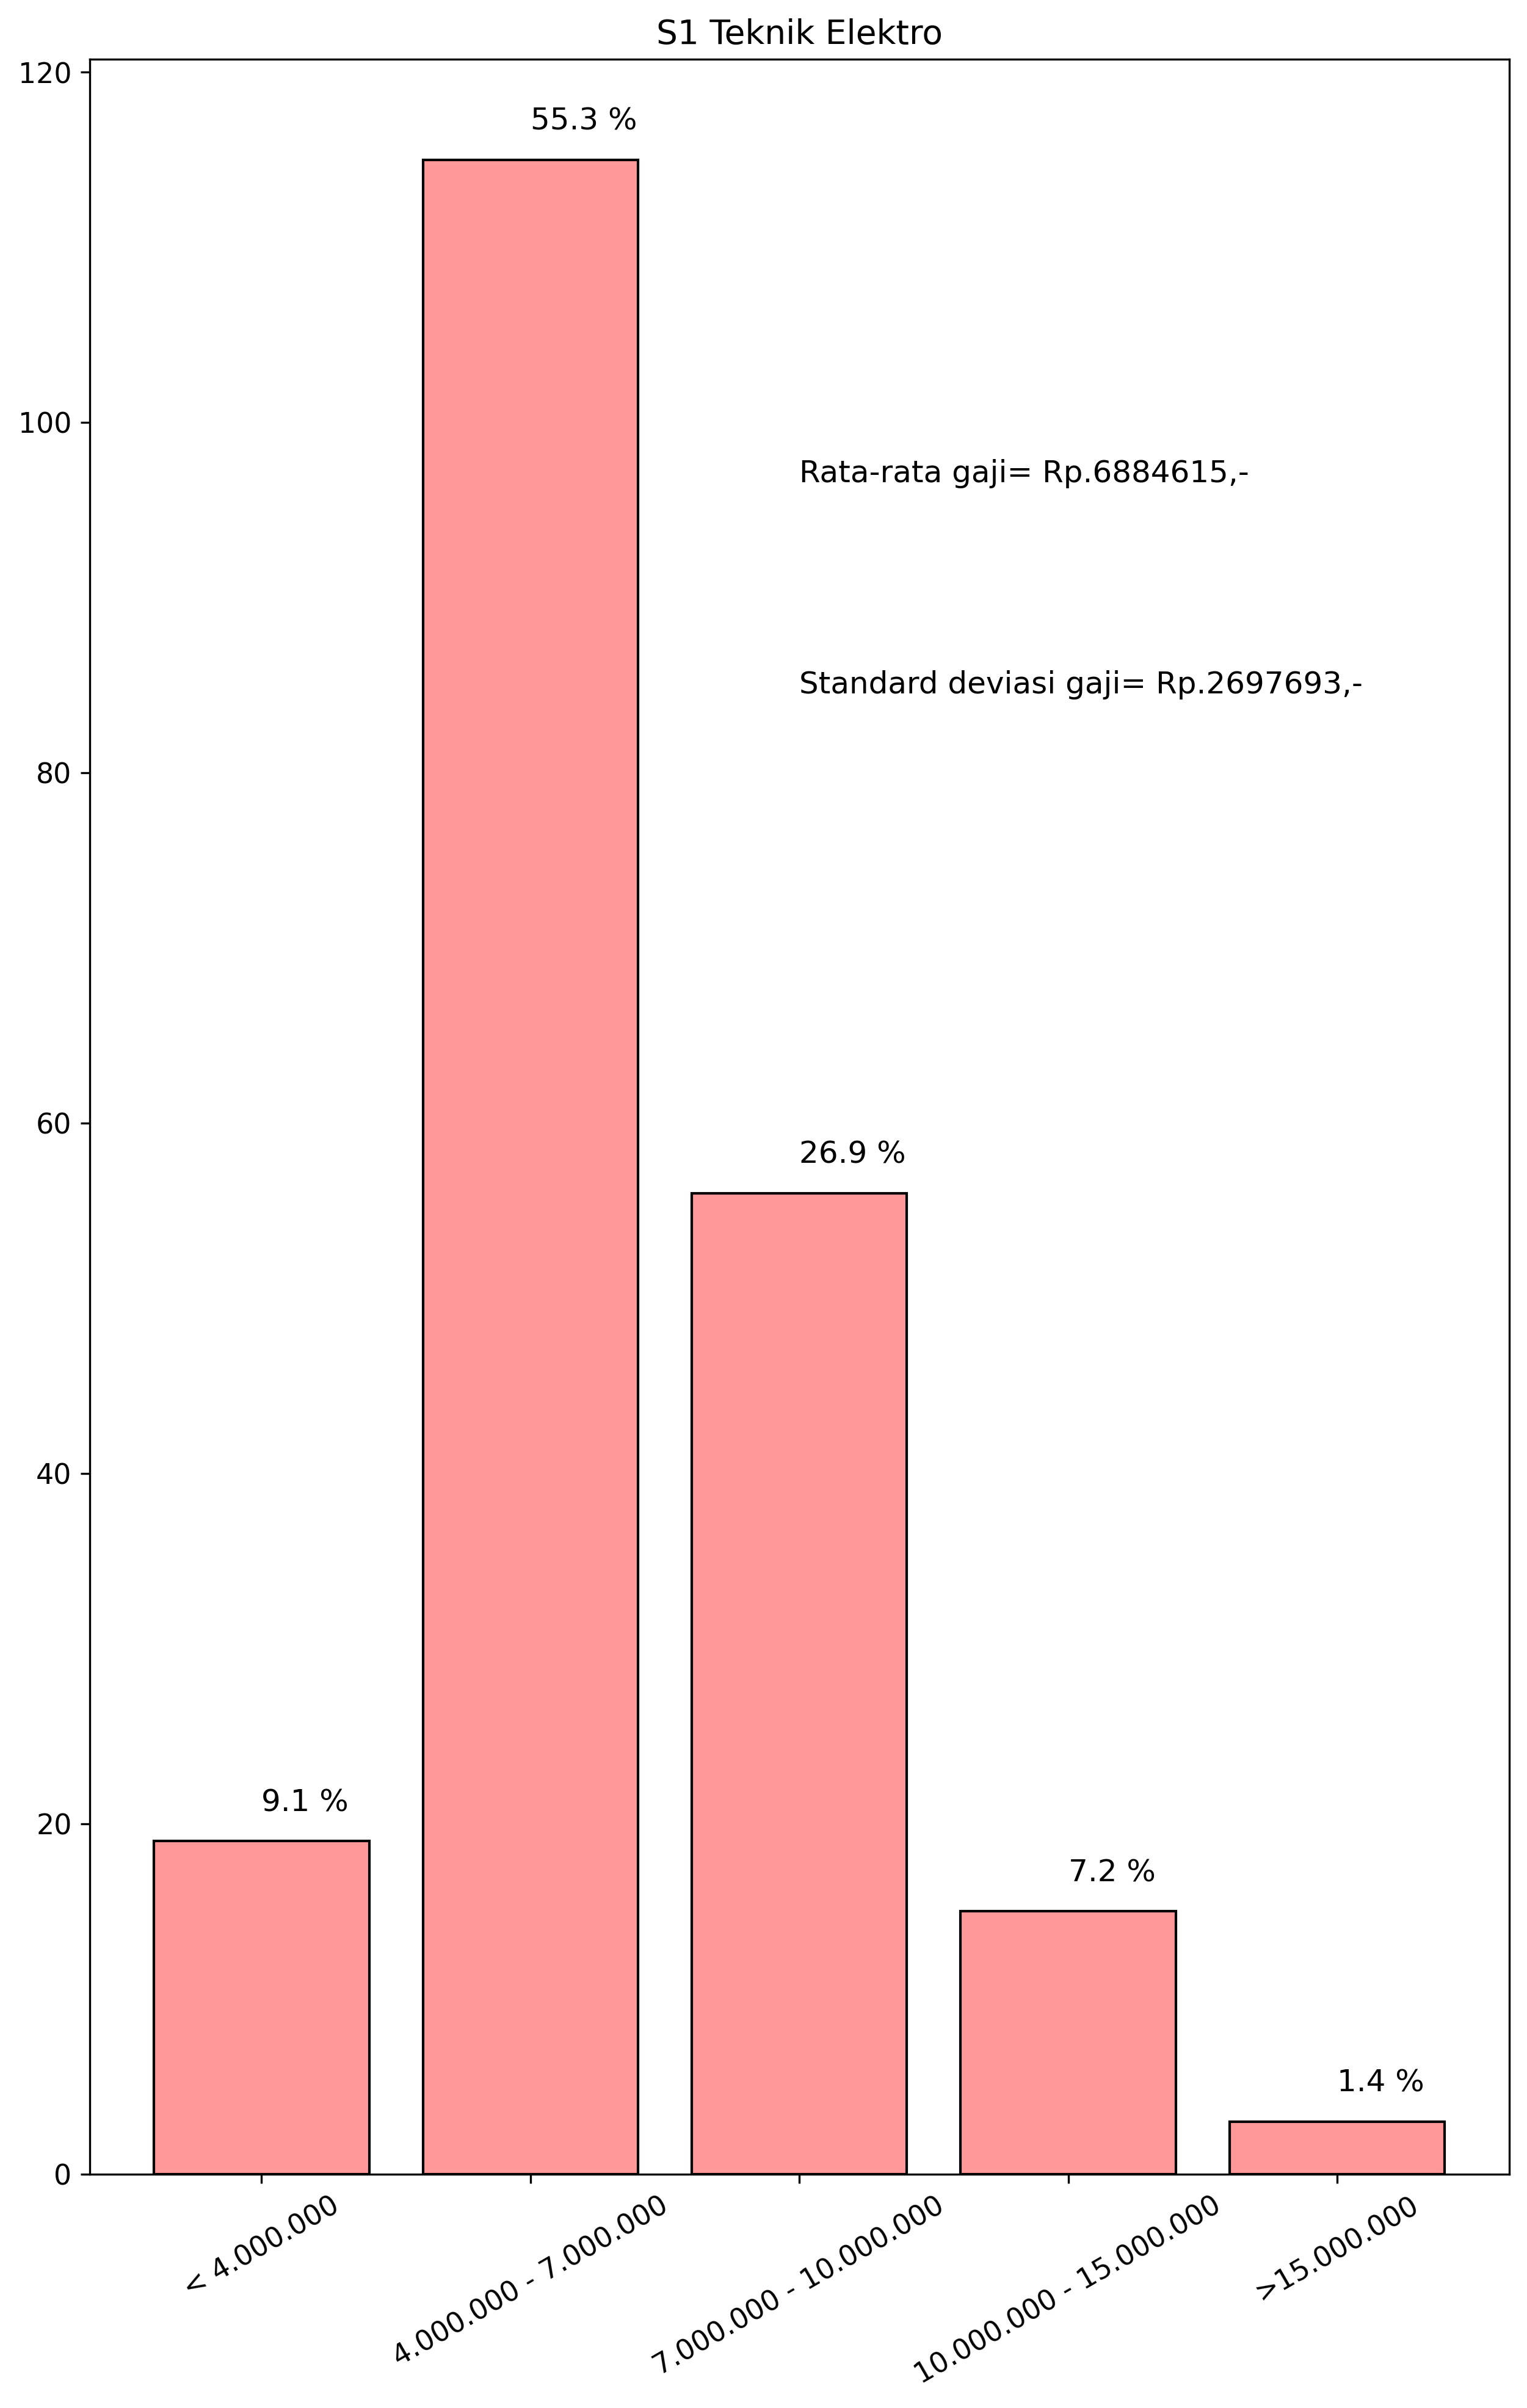 S1 Teknik Elektro
120
100
80
60
40
20
0
55.3 %
Rata-rata gaji= Rp.6884615,-
Standard deviasi gaji= Rp.2697693,-
26.9 %
9.1 %
7.2 %
1.4 %
< 4.000.000
4.000.000 - 7.000.000
7.000.000 - 10.000.000
10.000.000 - 15.000.000
>15.000.000